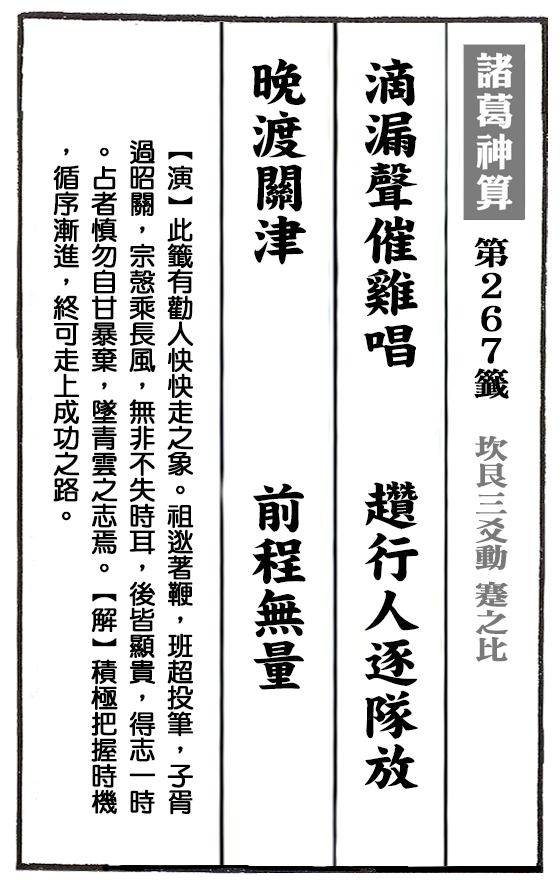 諸葛神算 第267籤 坎艮三爻動 蹇之比
滴漏聲催雞唱 趲行人逐隊放
晚渡關津 前程無量
【演】此籤有勸人快快走之象。祖逖著鞭，班超投筆，子胥
過昭關，宗愨乘長風，無非不失時耳，後皆顯貴，得志一時
。占者慎勿自甘暴棄，墜青雲之志焉。【解】積極把握時機
，循序漸進，終可走上成功之路。